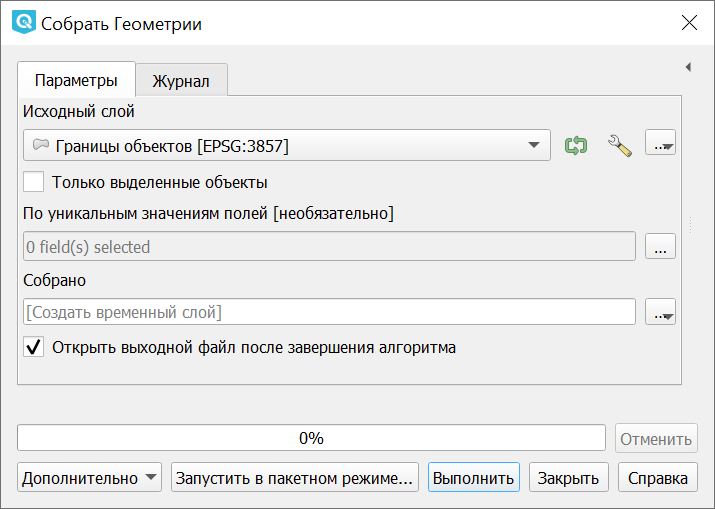 Собрать Геометрии
Параметры
Журнал
Исходный слой
Границы объектов [EPSG:3857]
...
Только выделенные объекты
По уникальным значениям полей [необязательно]
0 field(s) selected
...
Собрано
[Создать временный слой]
...
Открыть выходной файл после завершения алгоритма
0%
Отменить
Дополнительно
Запустить в пакетном режиме...
Выполнить
Закрыть
Справка